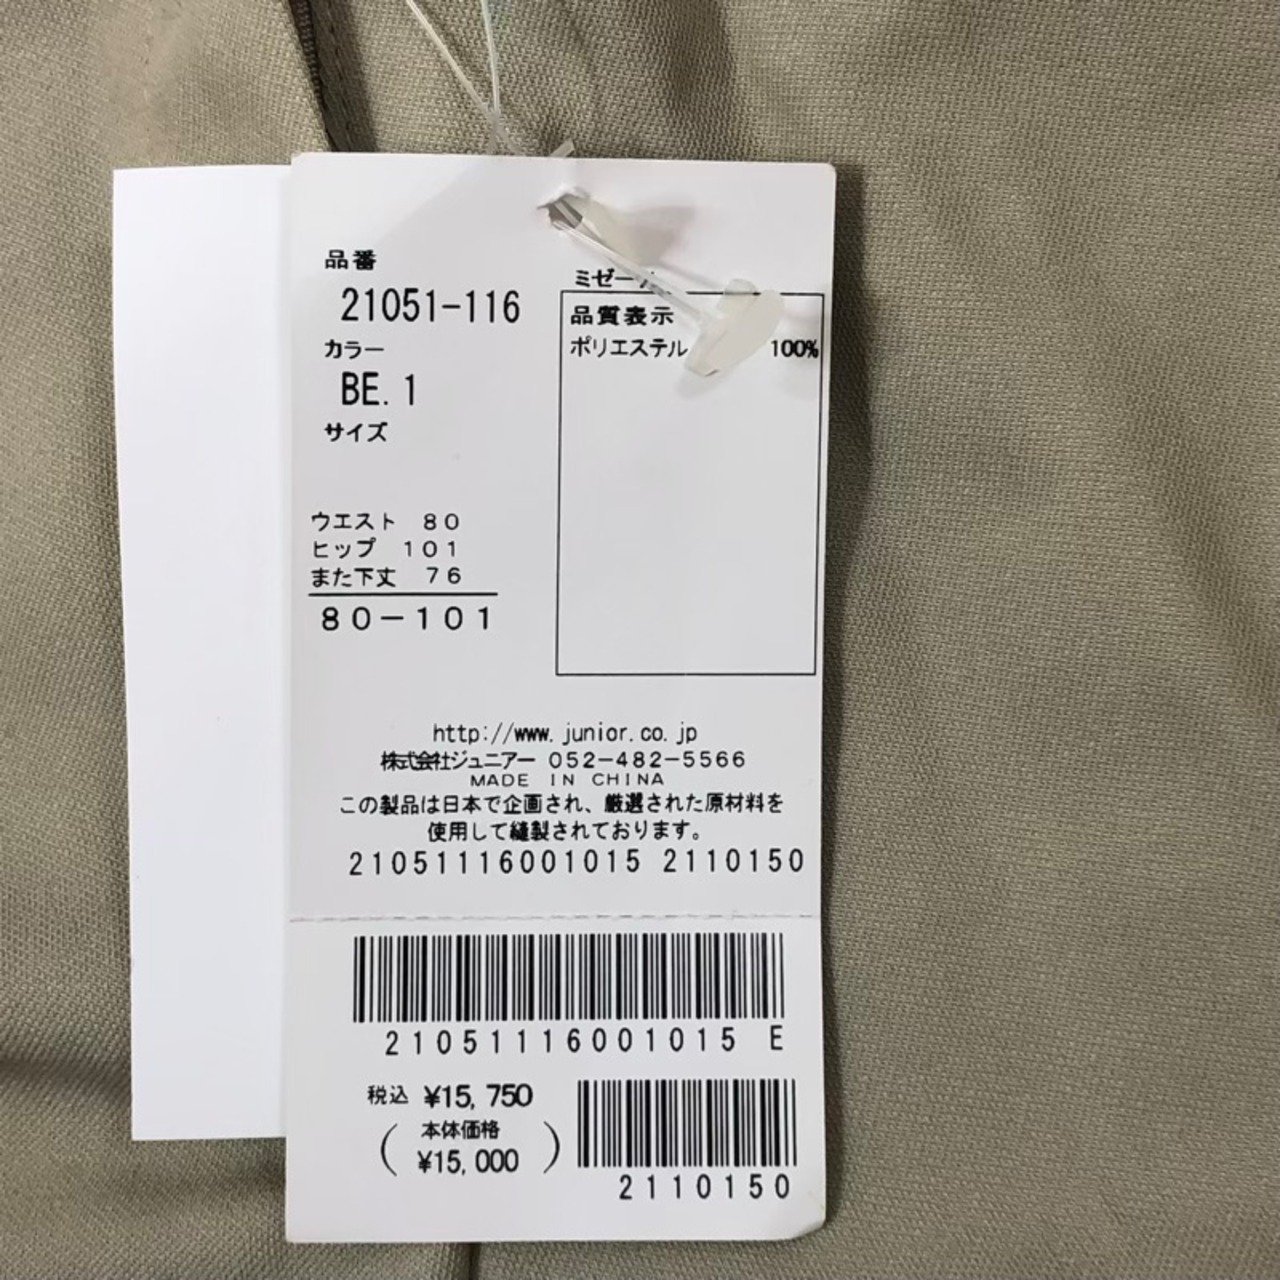 品番
21051-116
カラー
BE. 1
サイズ
ウエスト 80
ヒップ 101
また下丈 76
80-101
品質表示
ポリエステル 100%
http://www.junior.co.jp
株式会社ジュニアー 052-482-5566
MADE IN CHINA
この製品は日本で企画され、厳選された原材料を
使用して縫製されております。
21051116001015 2110150
21051116001015 E
税込 ¥15,750
(本体価格
¥15,000)
2110150